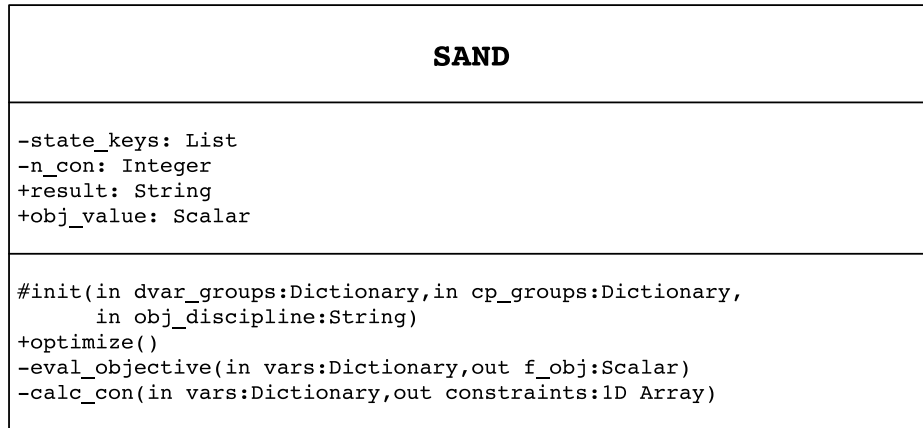 SAND
-state_keys: List
-n_con: Integer
+result: String
+obj_value: Scalar
#init(in dvar_groups:Dictionary,in cp_groups:Dictionary,
in obj_discipline:String)
+optimize()
-eval_objective(in vars:Dictionary,out f_obj:Scalar)
-calc_con(in vars:Dictionary,out constraints:1D Array)